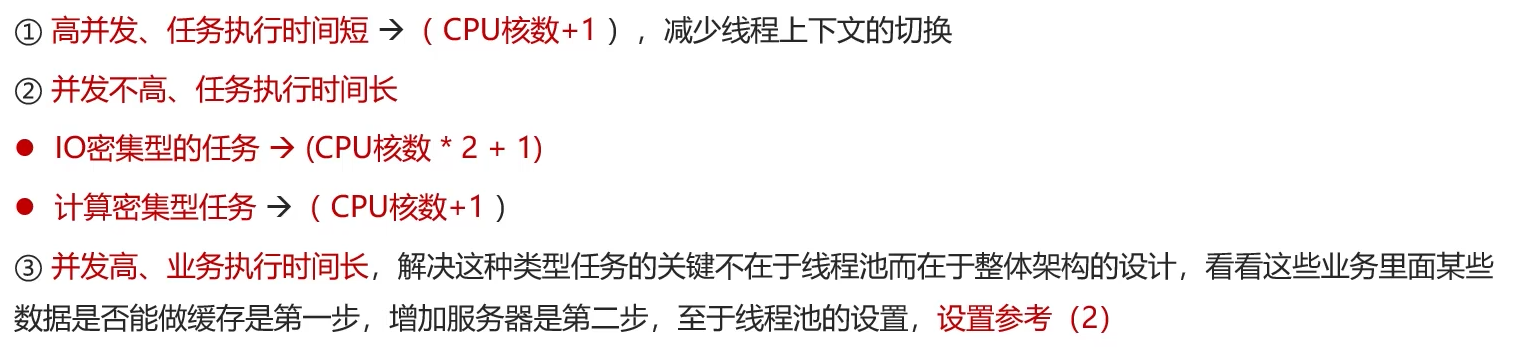 ① 高并发、任务执行时间短 → ( CPU核数+1 ) ，减少线程上下文的切换
② 并发不高、任务执行时间长
● IO密集型的任务 → (CPU核数 * 2 + 1)
● 计算密集型任务 → ( CPU核数+1 )
③ 并发高、业务执行时间长，解决这种类型任务的关键不在于线程池而在于整体架构的设计，看看这些业务里面某些
数据是否能做缓存是第一步，增加服务器是第二步，至于线程池的设置，设置参考（2）